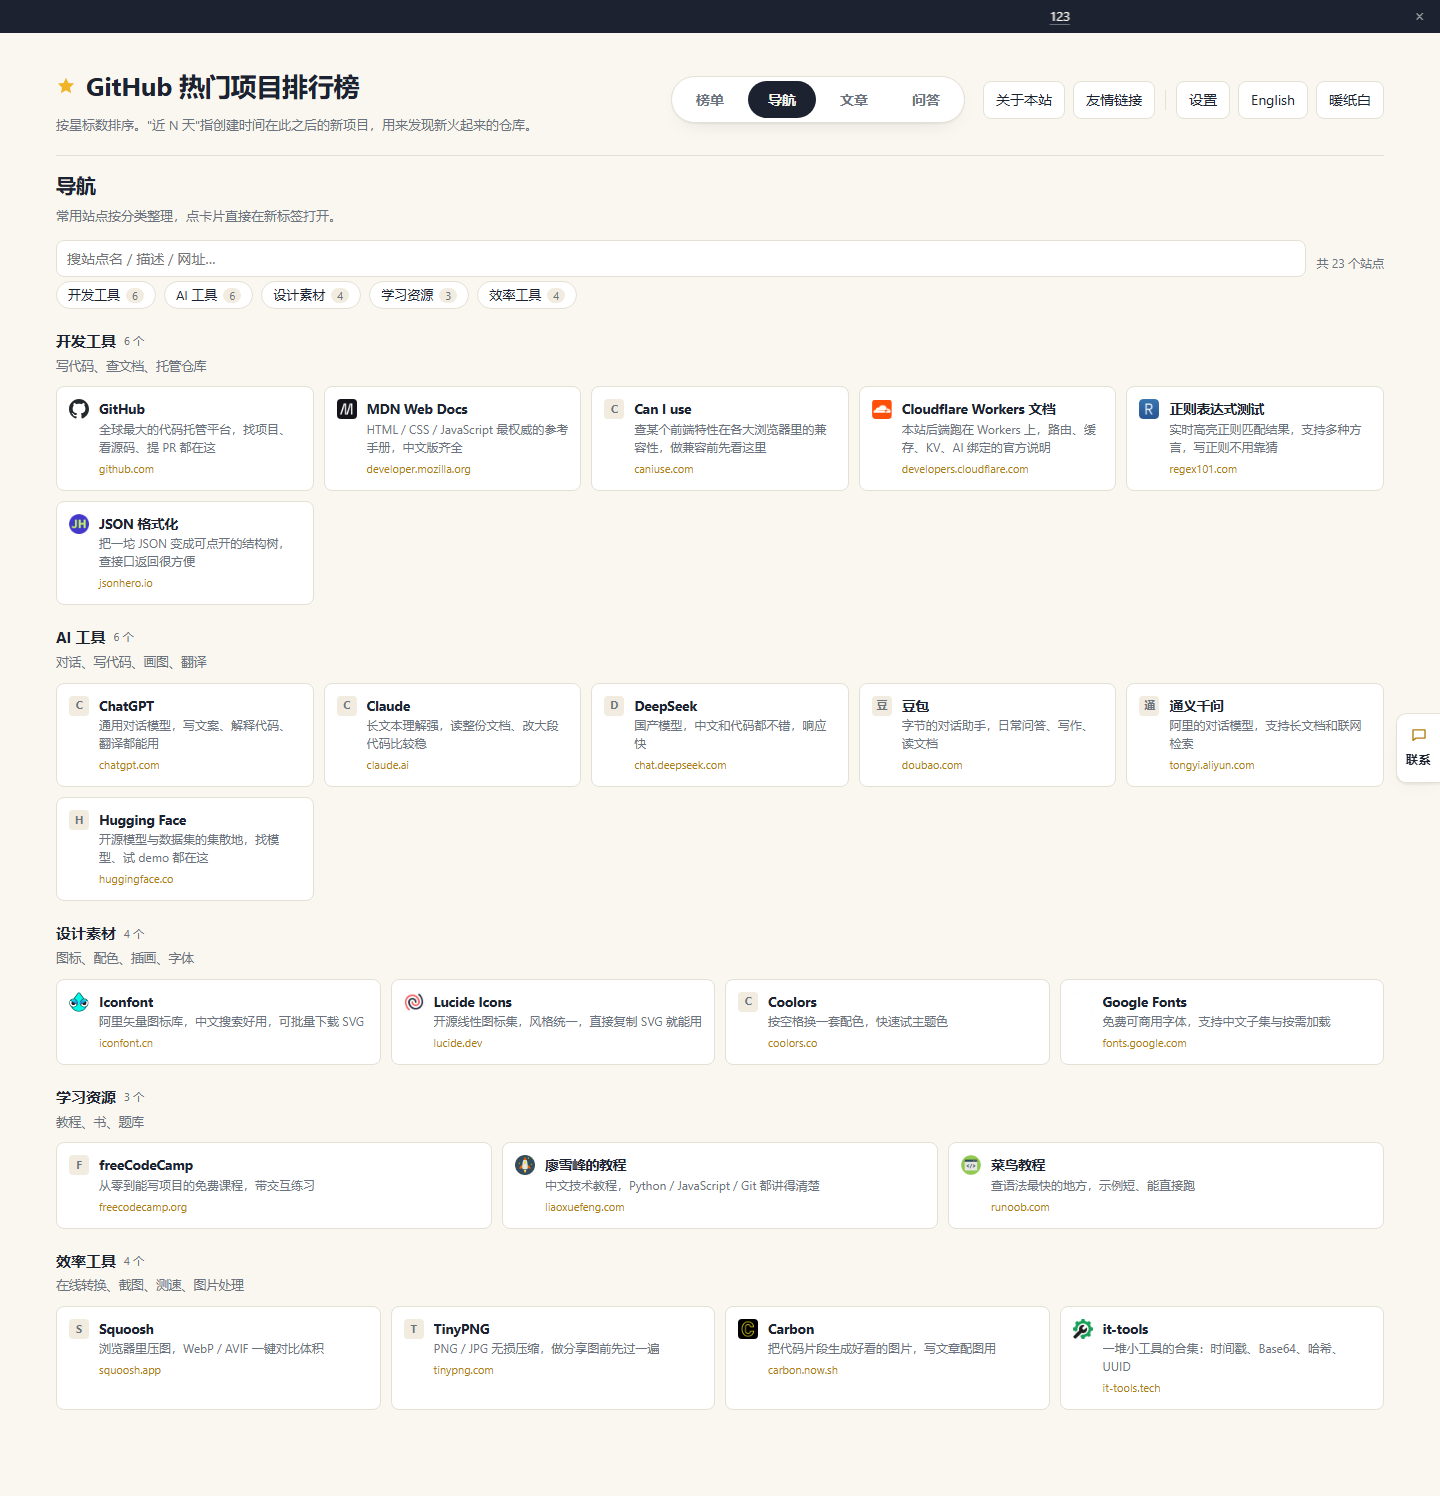 123
×
GitHub 热门项目排行榜
按星标数排序。"近 N 天"指创建时间在此之后的新项目，用来发现新火起来的仓库。
榜单
导航
文章
问答
关于本站
友情链接
设置
English
暖纸白
导航
常用站点按分类整理，点卡片直接在新标签打开。
搜站点名 / 描述 / 网址...
共 23 个站点
开发工具 6
AI 工具 6
设计素材 4
学习资源 3
效率工具 4
开发工具 6 个
写代码、查文档、托管仓库
GitHub
全球最大的代码托管平台，找项目、
看源码、提 PR 都在这
github.com
MDN Web Docs
HTML / CSS / JavaScript 最权威的参考
手册，中文版齐全
developer.mozilla.org
C
Can I use
查某个前端特性在各大浏览器里的兼
容性，做兼容前先看这里
caniuse.com
Cloudflare Workers 文档
本站后端跑在 Workers 上，路由、缓
存、KV、AI 绑定的官方说明
developers.cloudflare.com
R
正则表达式测试
实时高亮正则匹配结果，支持多种方
言，写正则不用靠猜
regex101.com
JH
JSON 格式化
把一坨 JSON 变成可点开的结构树，
查接口返回很方便
jsonhero.io
AI 工具 6 个
对话、写代码、画图、翻译
C
ChatGPT
通用对话模型，写文案、解释代码、
翻译都能用
chatgpt.com
C
Claude
长文本理解强，读整份文档、改大段
代码比较稳
claude.ai
D
DeepSeek
国产模型，中文和代码都不错，响应
快
chat.deepseek.com
豆
豆包
字节的对话助手，日常问答、写作、
读文档
doubao.com
通
通义千问
阿里的对话模型，支持长文档和联网
检索
tongyi.aliyun.com
联系
H
Hugging Face
开源模型与数据集的集散地，找模
型、试 demo 都在这
huggingface.co
设计素材 4 个
图标、配色、插画、字体
Iconfont
阿里矢量图标库，中文搜索好用，可批量下载 SVG
iconfont.cn
Lucide Icons
开源线性图标集，风格统一，直接复制 SVG 就能用
lucide.dev
C
Coolors
按空格换一套配色，快速试主题色
coolors.co
Google Fonts
免费可商用字体，支持中文子集与按需加载
fonts.google.com
学习资源 3 个
教程、书、题库
F
freeCodeCamp
从零到能写项目的免费课程，带交互练习
freecodecamp.org
廖雪峰的教程
中文技术教程，Python / JavaScript / Git 都讲得清楚
liaoxuefeng.com
菜鸟教程
查语法最快的地方，示例短、能直接跑
runoob.com
效率工具 4 个
在线转换、截图、测速、图片处理
S
Squoosh
浏览器里压图，WebP / AVIF 一键对比体积
squoosh.app
T
TinyPNG
PNG / JPG 无损压缩，做分享图前先过一遍
tinypng.com
C
Carbon
把代码片段生成好看的图片，写文章配图用
carbon.now.sh
it-tools
一堆小工具的合集：时间戳、Base64、哈希、
UUID
it-tools.tech